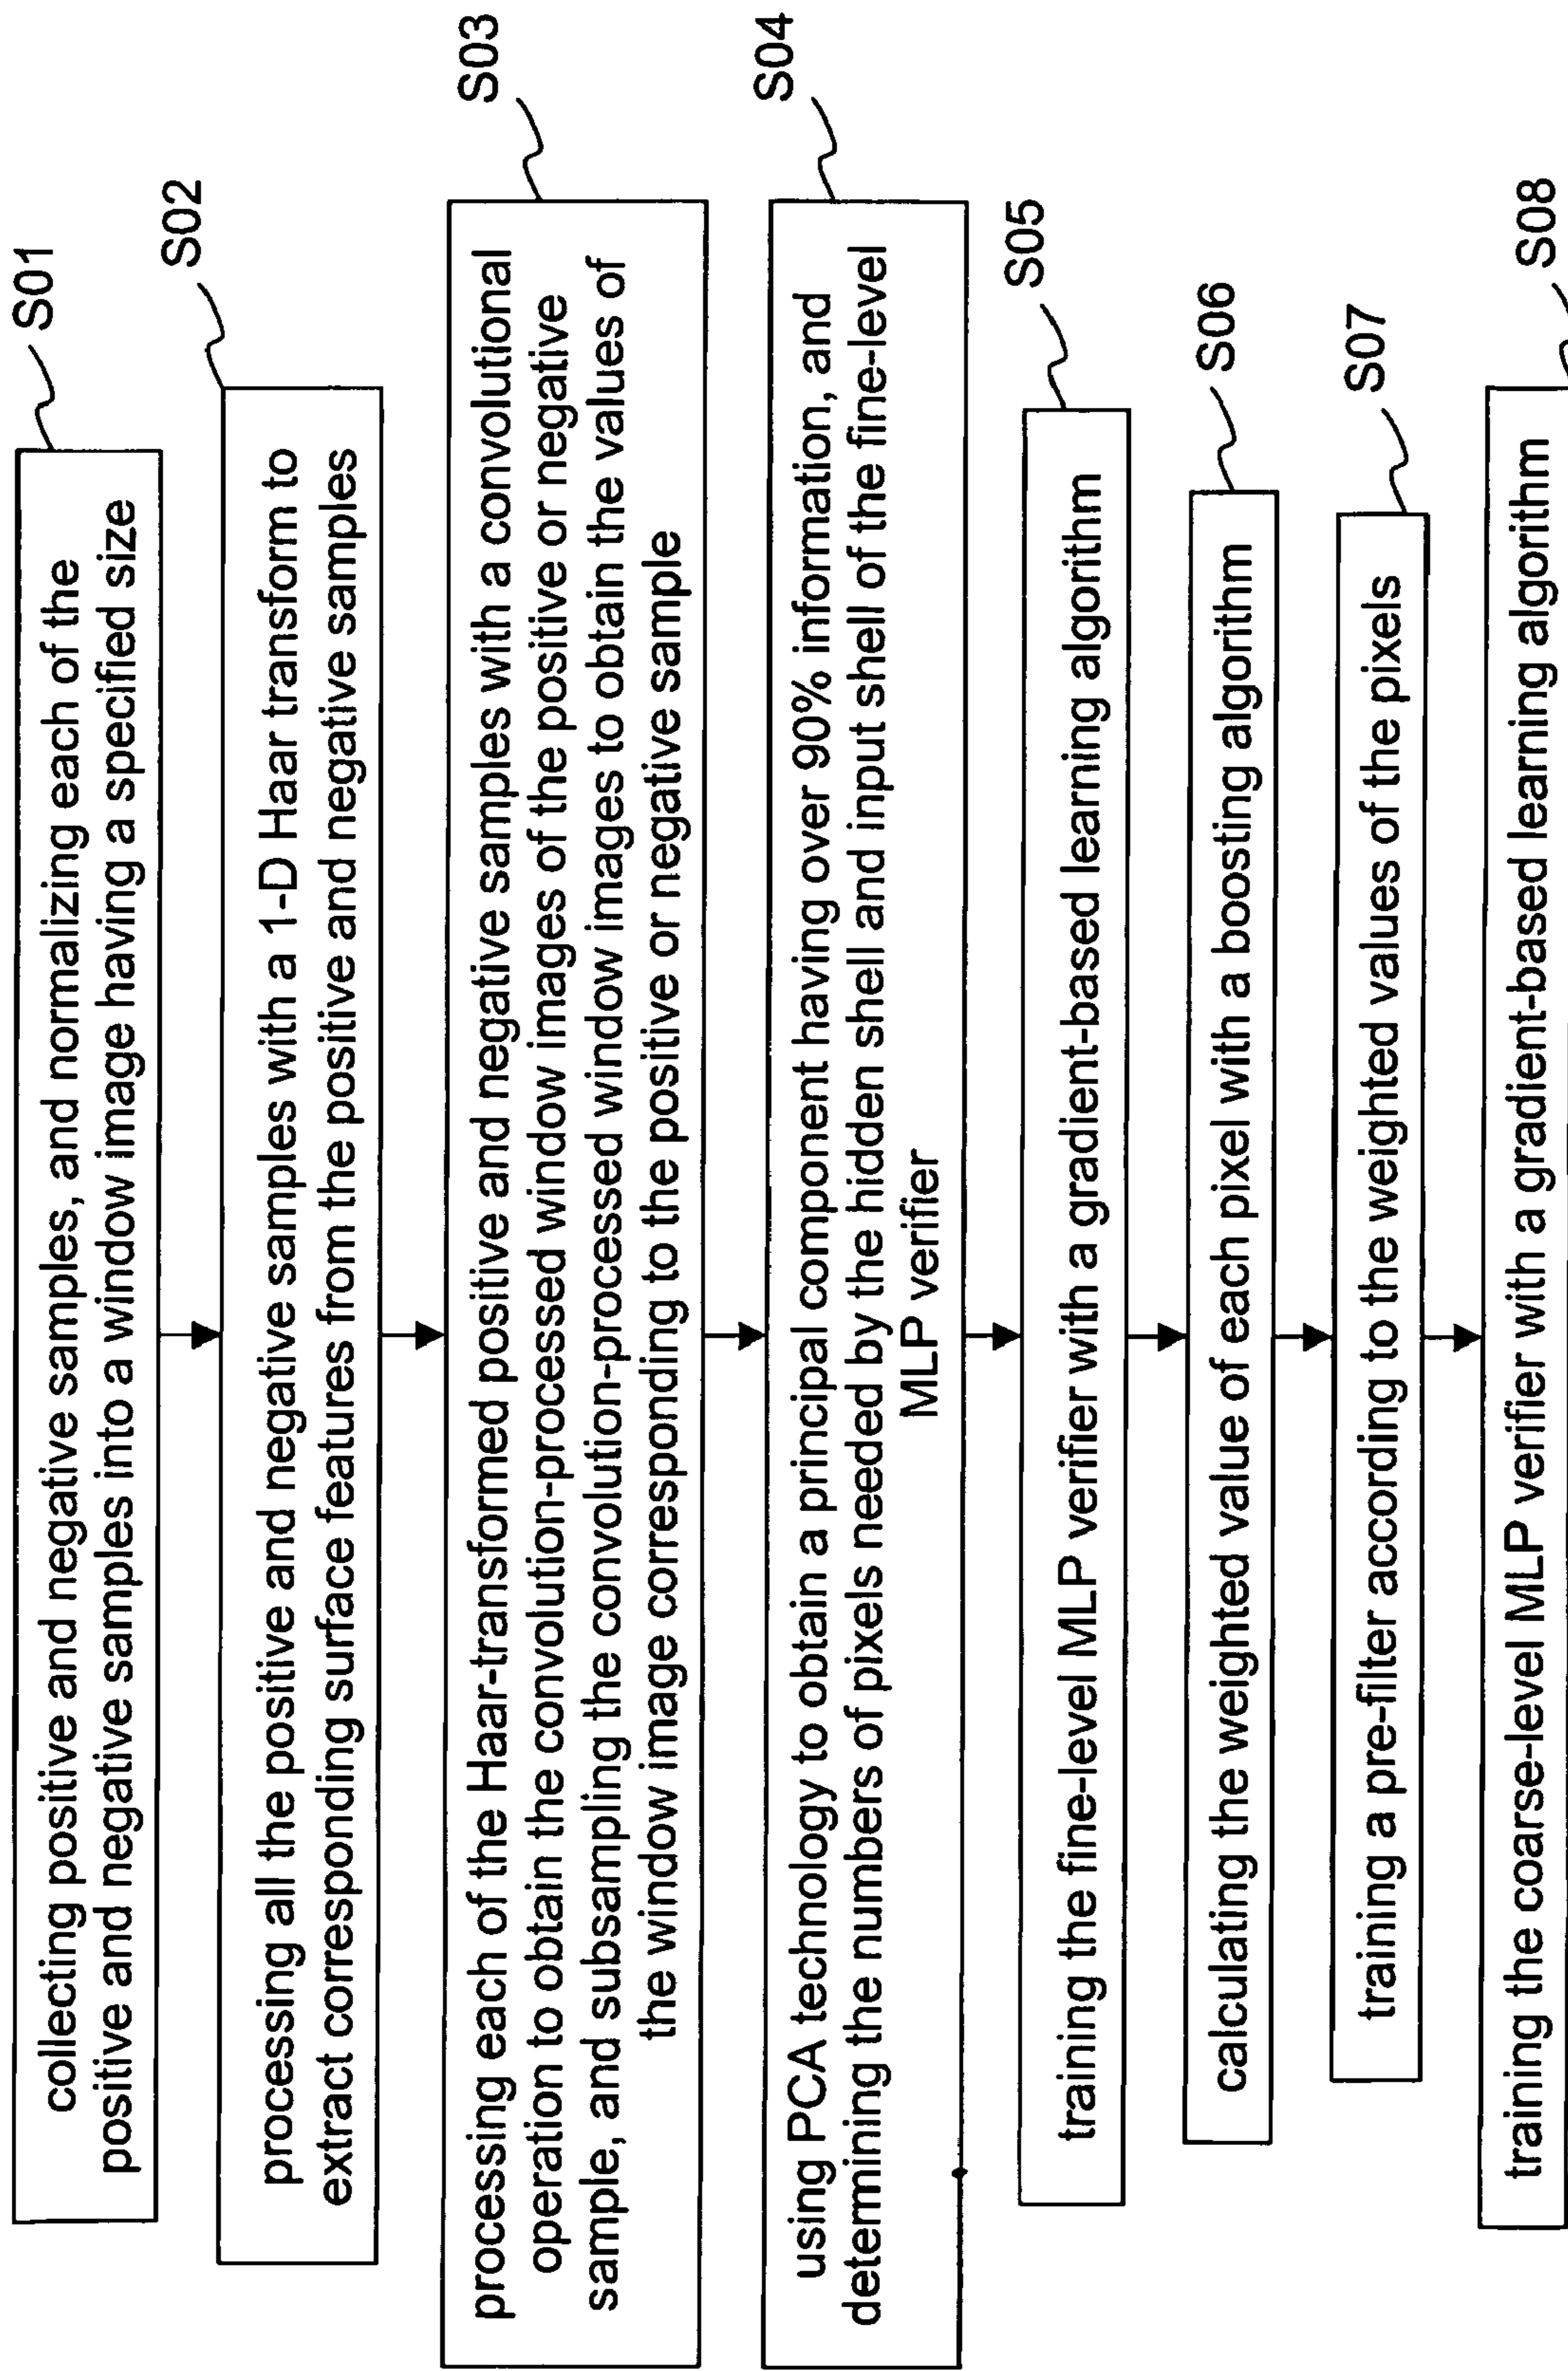 S01
collecting positive and negative samples, and normalizing each of the
positive and negative samples into a window image having a specified size
S02
processing all the positive and negative samples with a 1-D Haar transform to
extract corresponding surface features from the positive and negative samples
S03
processing each of the Haar-transformed positive and negative samples with a convolutional
operation to obtain the convolution-processed window images of the positive or negative
sample, and subsampling the convolution-processed window images to obtain the values of
the window image corresponding to the positive or negative sample
S04
using PCA technology to obtain a principal component having over 90% information, and
determining the numbers of pixels needed by the hidden shell and input shell of the fine-level
MLP verifier
S05
training the fine-level MLP verifier with a gradient-based learning algorithm
S06
calculating the weighted value of each pixel with a boosting algorithm
S07
training a pre-filter according to the weighted values of the pixels
S08
training the coarse-level MLP verifier with a gradient-based learning algorithm